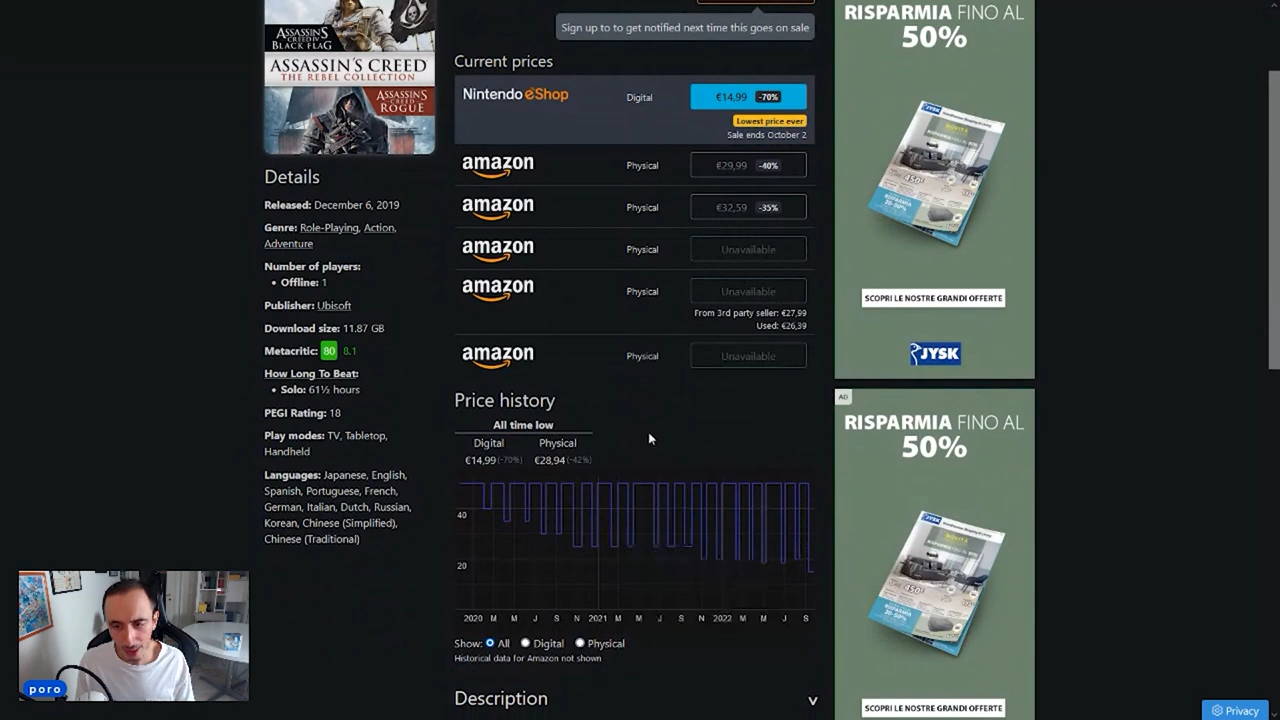 ASSASSIN'S
CREED IV
BLACK FLAG
ASSASSIN'S CREED
THE REBEL COLLECTION
ASSASSIN'S
CREED
ROGUE
Details
Released: December 6, 2019
Genre: Role-Playing, Action,
Adventure
Number of players:
• Offline: 1
Publisher: Ubisoft
Download size: 11.87 GB
Metacritic: 80 8.1
How Long To Beat:
• Solo: 61½ hours
PEGI Rating: 18
Play modes: TV, Tabletop,
Handheld
Languages: Japanese, English,
Spanish, Portuguese, French,
German, Italian, Dutch, Russian,
Korean, Chinese (Simplified),
Chinese (Traditional)
poro
Sign up to to get notified next time this goes on sale
Current prices
Nintendo eShop Digital €14,99 -70%
Lowest price ever
Sale ends October 2
amazon Physical €29,99 -40%
amazon Physical €32,59 -35%
amazon Physical Unavailable
amazon Physical Unavailable
From 3rd party seller: €27,99
Used: €26,39
amazon Physical Unavailable
Price history
All time low
Digital Physical
€14,99 (-70%) €28,94 (-42%)
40
20
2020 M M J S N 2021 M M J S N 2022 M M J S
Show: All Digital Physical
Historical data for Amazon not shown
Description
RISPARMIA FINO AL
50%
JYSK
450€
SCOPRI LE NOSTRE GRANDI OFFERTE
JYSK
AD
RISPARMIA FINO AL
50%
JYSK
450€
SCOPRI LE NOSTRE GRANDI OFFERTE
Privacy